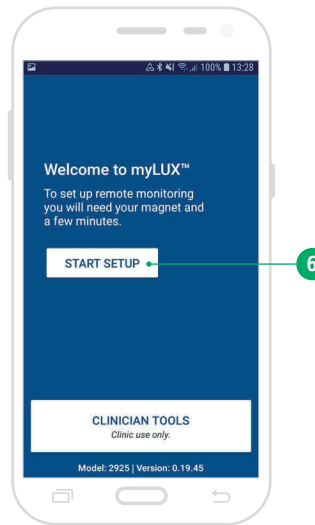 100% 13:28
Welcome to myLUX™
To set up remote monitoring
you will need your magnet and
a few minutes.
START SETUP
6
CLINICIAN TOOLS
Clinic use only.
Model: 2925 | Version: 0.19.45